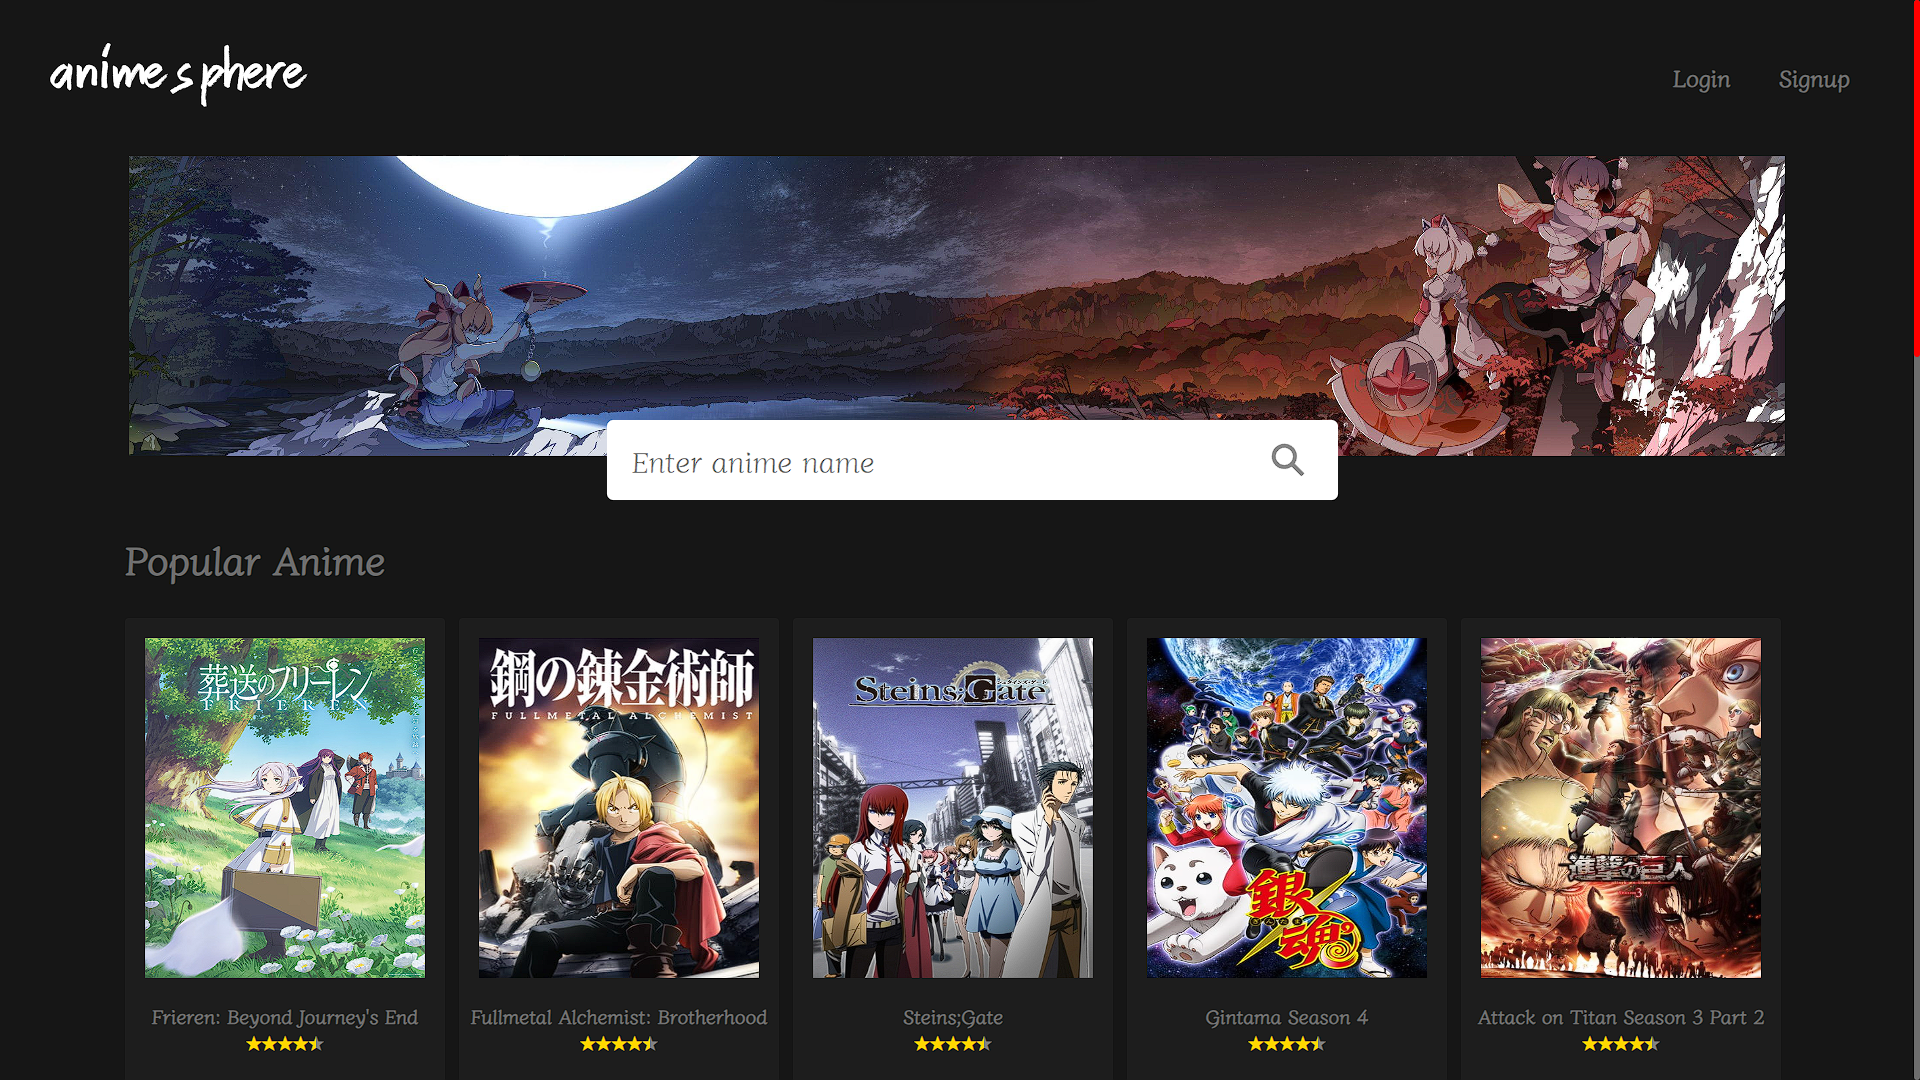 anime sphere
Login
Signup
Enter anime name
Popular Anime
葬送のフリーレン
FRIEREN
鋼の錬金術師
FULLMETAL ALCHEMIST
Steins;Gate
銀魂
進撃の巨人
Frieren: Beyond Journey's End
Fullmetal Alchemist: Brotherhood
Steins;Gate
Gintama Season 4
Attack on Titan Season 3 Part 2